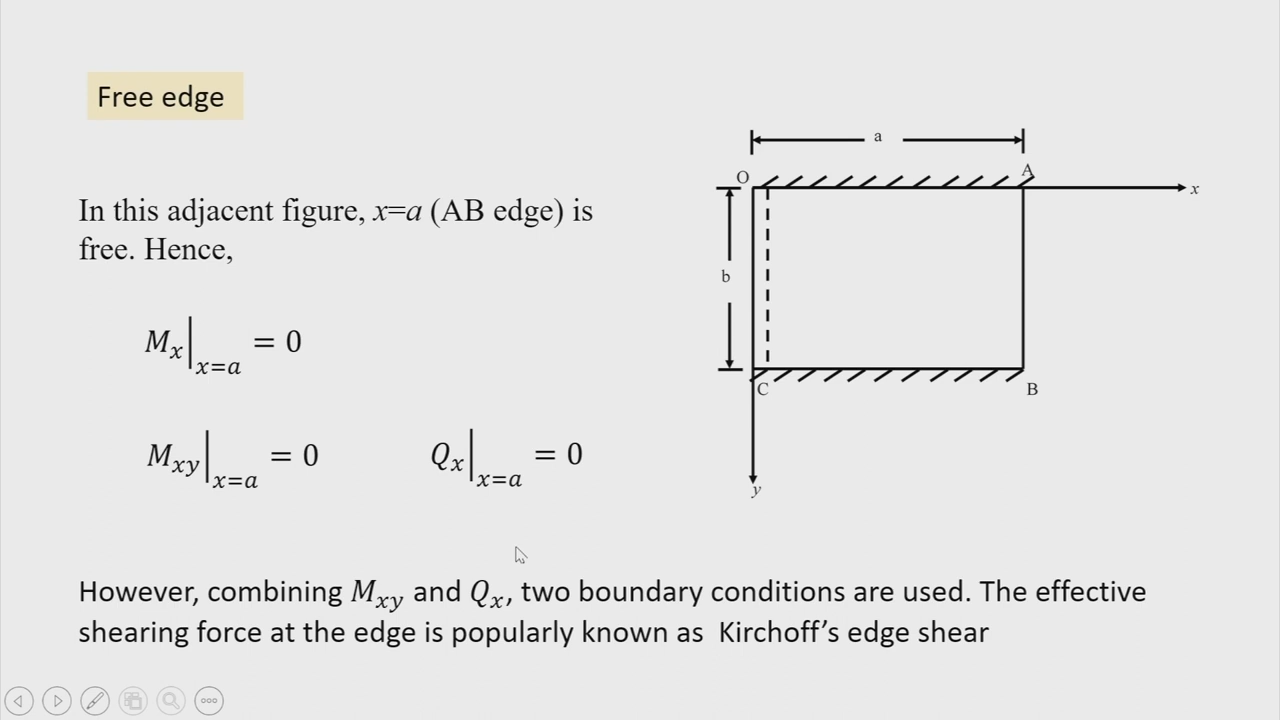 Free edge
In this adjacent figure, x=a (AB edge) is
free. Hence,
M_x|_{x=a} = 0
M_{xy}|_{x=a} = 0
Q_x|_{x=a} = 0
a
O
A
x
b
C
B
y
However, combining M_{xy} and Q_x, two boundary conditions are used. The effective
shearing force at the edge is popularly known as Kirchoff's edge shear